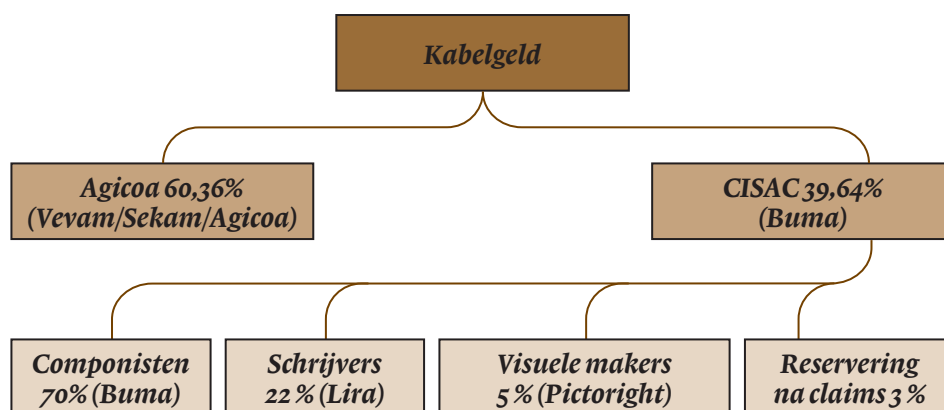 Kabelgeld
Agicoa 60,36%
(Vevam/Sekam/Agicoa)
CISAC 39,64%
(Buma)
Componisten
70% (Buma)
Schrijvers
22% (Lira)
Visuele makers
5% (Pictoright)
Reservering
na claims 3%